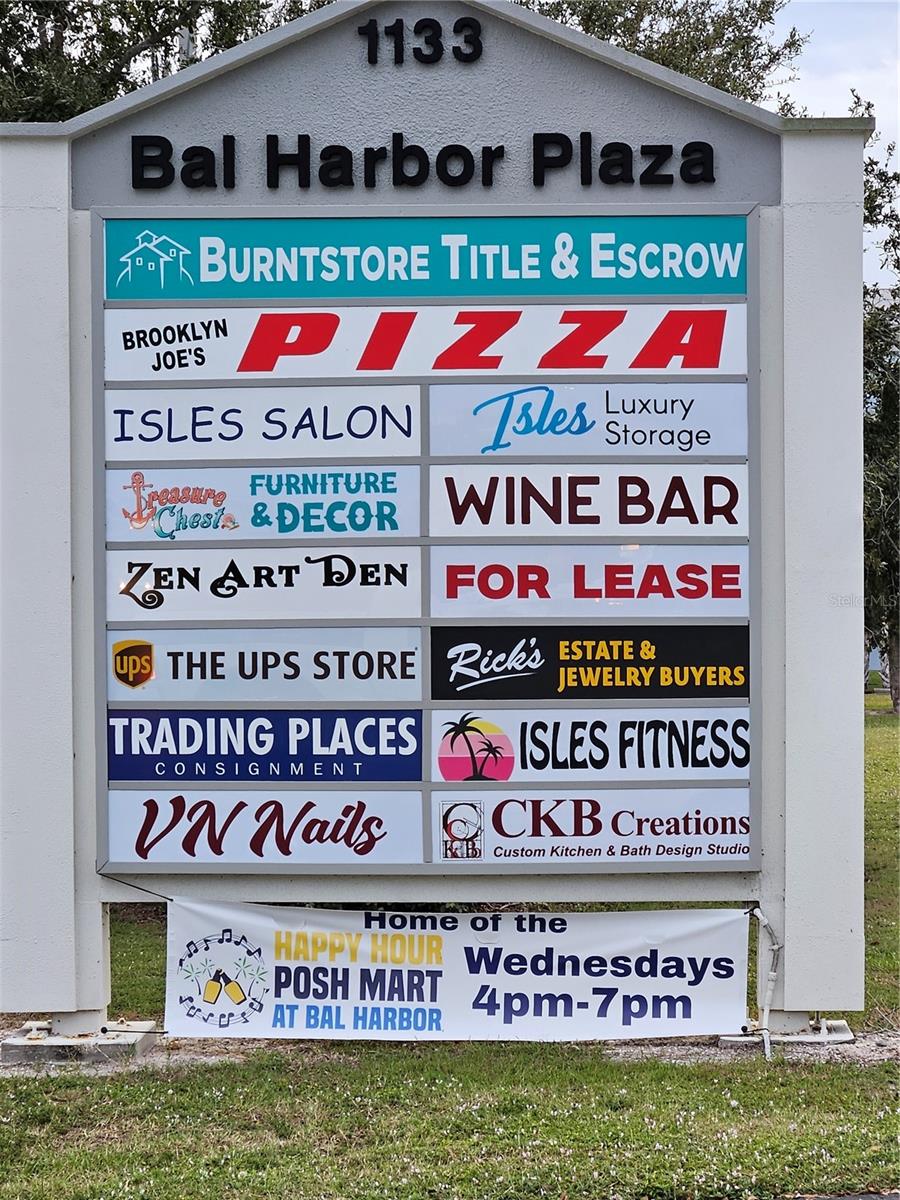 1133
Bal Harbor Plaza
BURNTSTORE TITLE & ESCROW
BROOKLYN
JOE'S
PIZZA
ISLES SALON
Isles
Luxury
Storage
Treasure
Chest
FURNITURE
& DECOR
WINE BAR
ZEN ART DEN
FOR LEASE
ups
THE UPS STORE
Rick's
ESTATE &
JEWELRY BUYERS
TRADING PLACES
CONSIGNMENT
ISLES FITNESS
VN Nails
CKB
CKB Creations
Custom Kitchen & Bath Design Studio
Home of the
HAPPY HOUR
POSH MART
AT BAL HARBOR
Wednesdays
4pm-7pm
StellarMLS